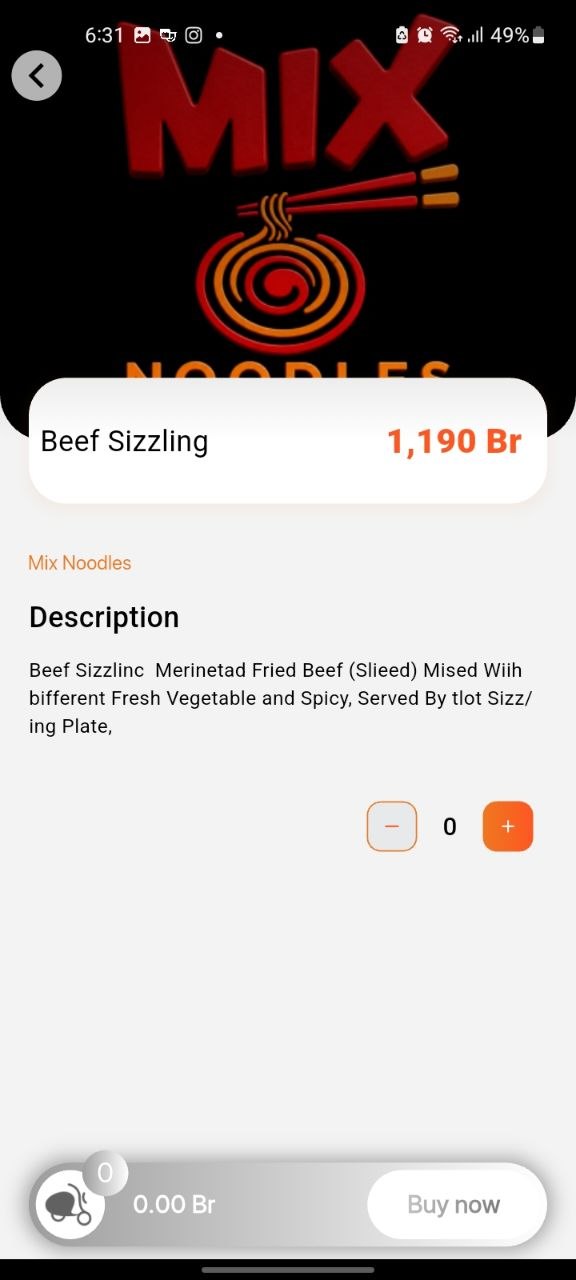 6:31
49%
MIX
NOODLES
Beef Sizzling
1,190 Br
Mix Noodles
Description
Beef Sizzlinc  Merinetad Fried Beef (Slieed) Mised Wiih
bifferent Fresh Vegetable and Spicy, Served By tlot Sizz/
ing Plate,
−
0
+
0
0.00 Br
Buy now